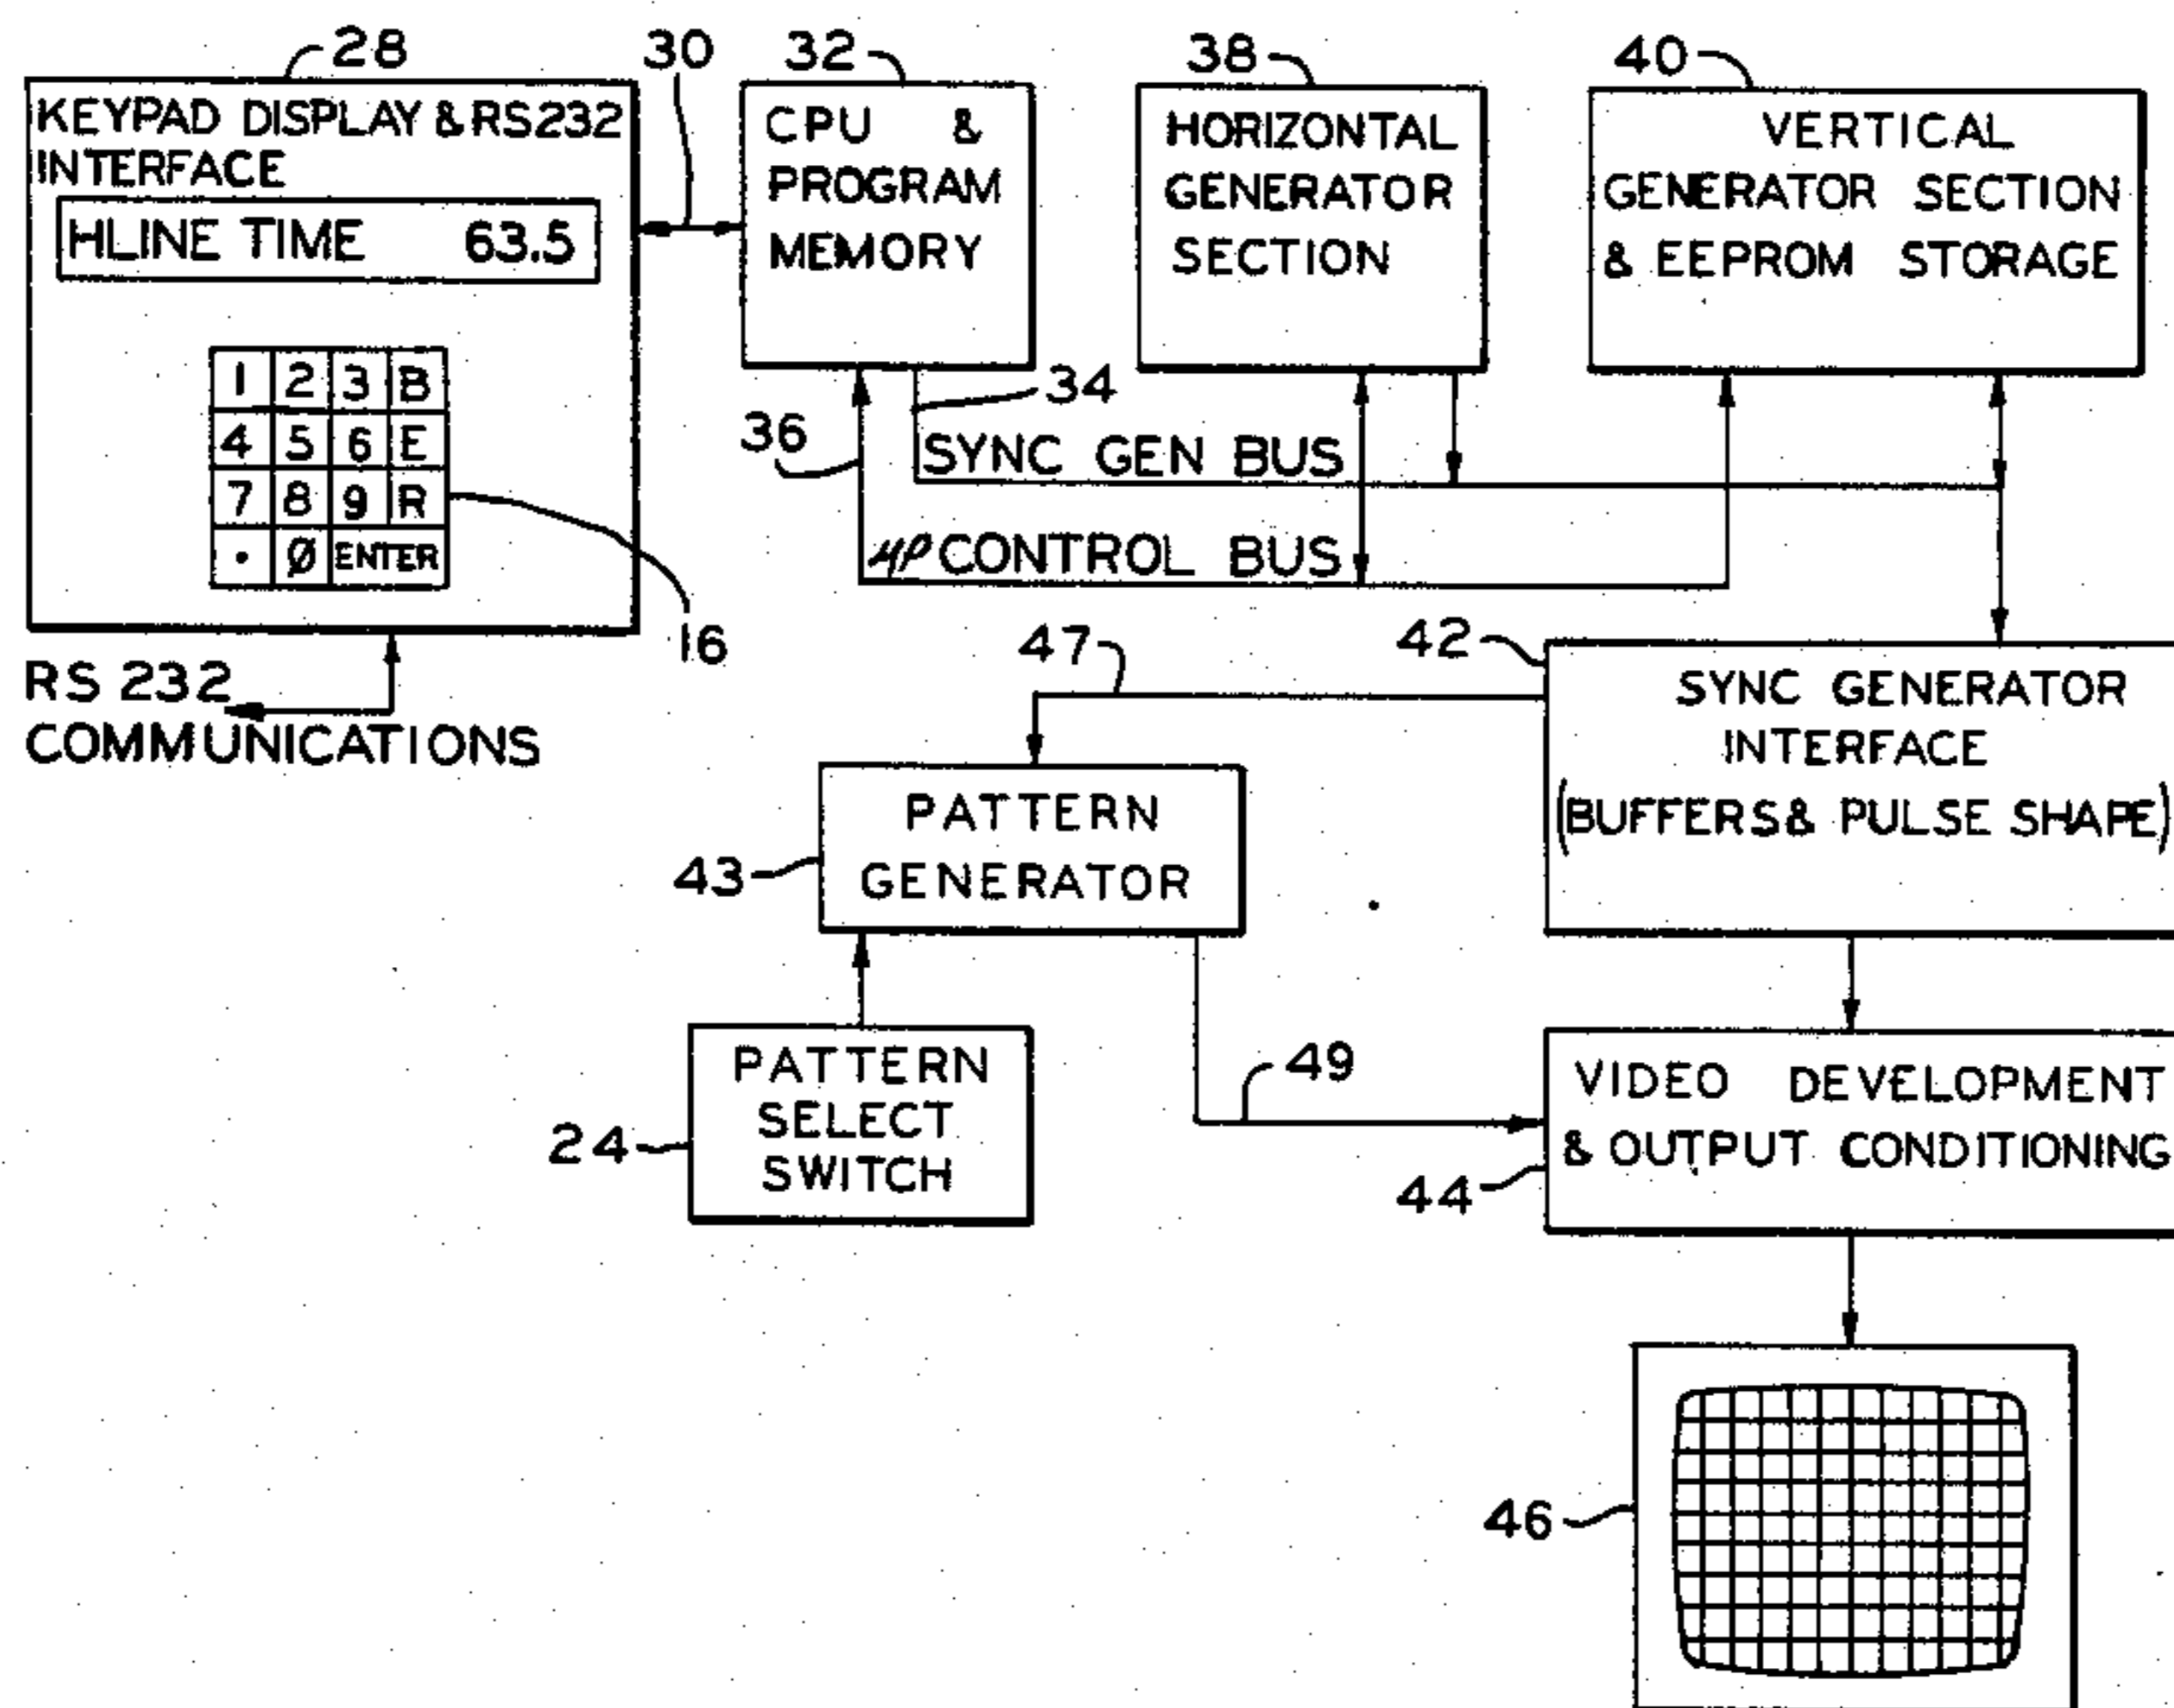 28
30
32
38
40
KEYPAD DISPLAY & RS232
INTERFACE
HLINE TIME 63.5
1 2 3 B
4 5 6 E
7 8 9 R
. Ø ENTER
16
RS 232
COMMUNICATIONS
CPU &
PROGRAM
MEMORY
HORIZONTAL
GENERATOR
SECTION
VERTICAL
GENERATOR SECTION
& EEPROM STORAGE
34
36
SYNC GEN BUS
μP CONTROL BUS
47
42
SYNC GENERATOR
INTERFACE
(BUFFERS & PULSE SHAPE)
43
PATTERN
GENERATOR
24
PATTERN
SELECT
SWITCH
49
44
VIDEO DEVELOPMENT
& OUTPUT CONDITIONING
46